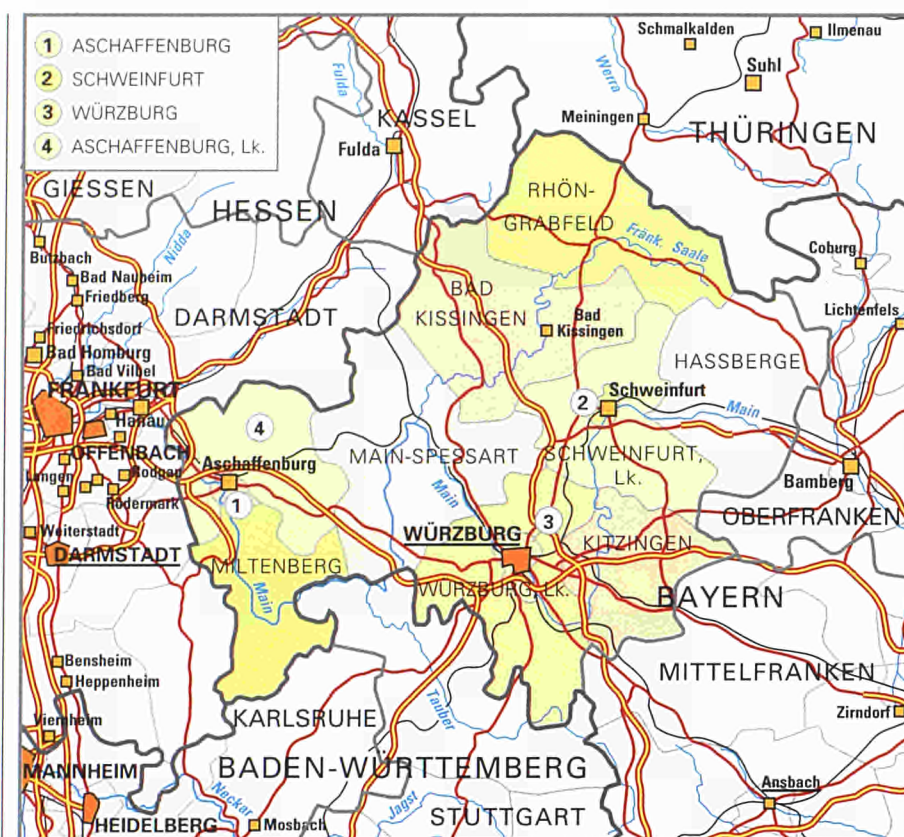 1 ASCHAFFENBURG
2 SCHWEINFURT
3 WÜRZBURG
4 ASCHAFFENBURG, Lk.
Schmalkalden
Ilmenau
Suhl
Fulda
Werra
KASSEL
Meiningen
THÜRINGEN
Fulda
GIESSEN
HESSEN
RHÖN-
GRABFELD
Nidda
Fränk. Saale
Butzbach
Coburg
Bad Nauheim
Friedberg
BAD
KISSINGEN
DARMSTADT
Bad
Kissingen
Lichtenfels
Friedrichsdorf
Bad Homburg
Bad Vilbel
HASSBERGE
FRANKFURT
Hanau
2
Schweinfurt
Main
4
OFFENBACH
Aschaffenburg
MAIN-SPESSART
SCHWEINFURT,
Lk.
Langen
Rodgau
Rödermark
Main
Bamberg
1
3
OBERFRANKEN
Weiterstadt
WÜRZBURG
KITZINGEN
DARMSTADT
MILTENBERG
Main
WÜRZBURG, Lk.
BAYERN
Bensheim
Heppenheim
MITTELFRANKEN
Tauber
Viernheim
KARLSRUHE
Zirndorf
MANNHEIM
BADEN-WÜRTTEMBERG
Neckar
Ansbach
Jagst
HEIDELBERG
Mosbach
STUTTGART